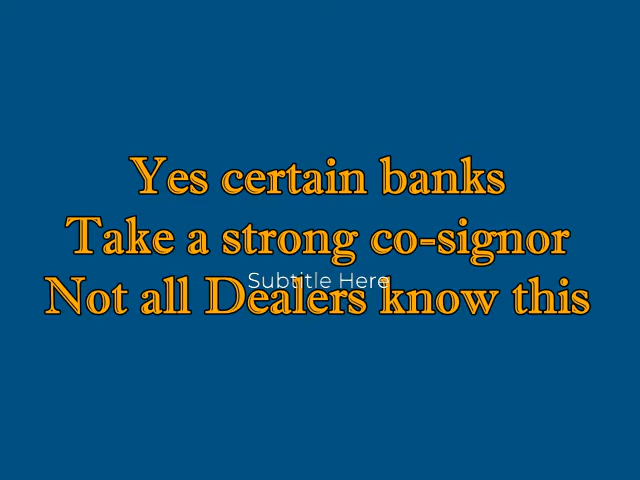 Yes certain banks
Take a strong co-signor
Subtitle Here
Not all Dealers know this